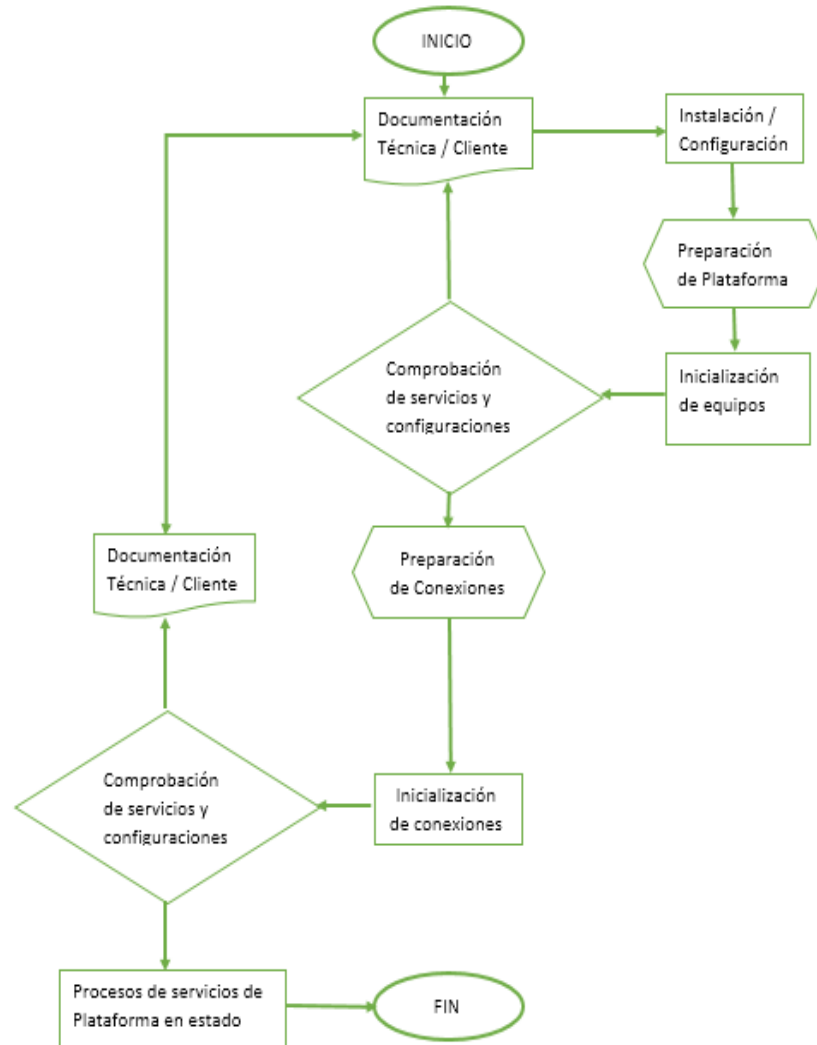 INICIO
Documentación
Técnica / Cliente
Instalación /
Configuración
Preparación
de Plataforma
Comprobación
de servicios y
configuraciones
Inicialización
de equipos
Documentación
Técnica / Cliente
Preparación
de Conexiones
Comprobación
de servicios y
configuraciones
Inicialización
de conexiones
Procesos de servicios de
Plataforma en estado
FIN